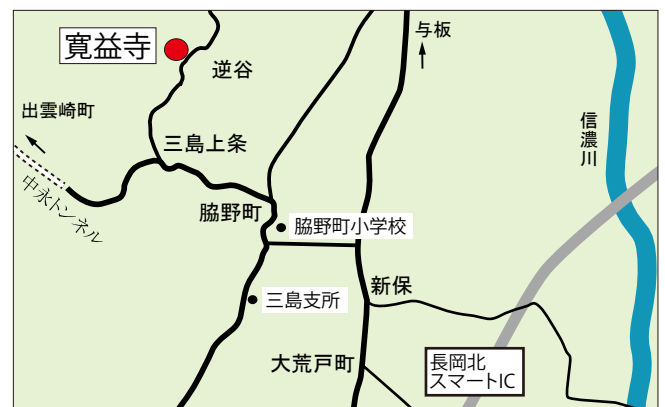 寛益寺
逆谷
与板
出雲崎町
三島上条
信濃川
中永トンネル
脇野町
脇野町小学校
新保
三島支所
大荒戸町
長岡北
スマートIC